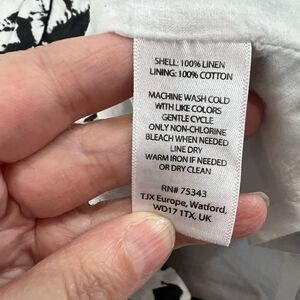 SHELL: 100% LINEN
LINING: 100% COTTON
MACHINE WASH COLD
WITH LIKE COLORS
GENTLE CYCLE
ONLY NON-CHLORINE
BLEACH WHEN NEEDED
LINE DRY
WARM IRON IF NEEDED
OR DRY CLEAN
RN# 75343
TJX Europe, Watford,
WD17 1TX, UK